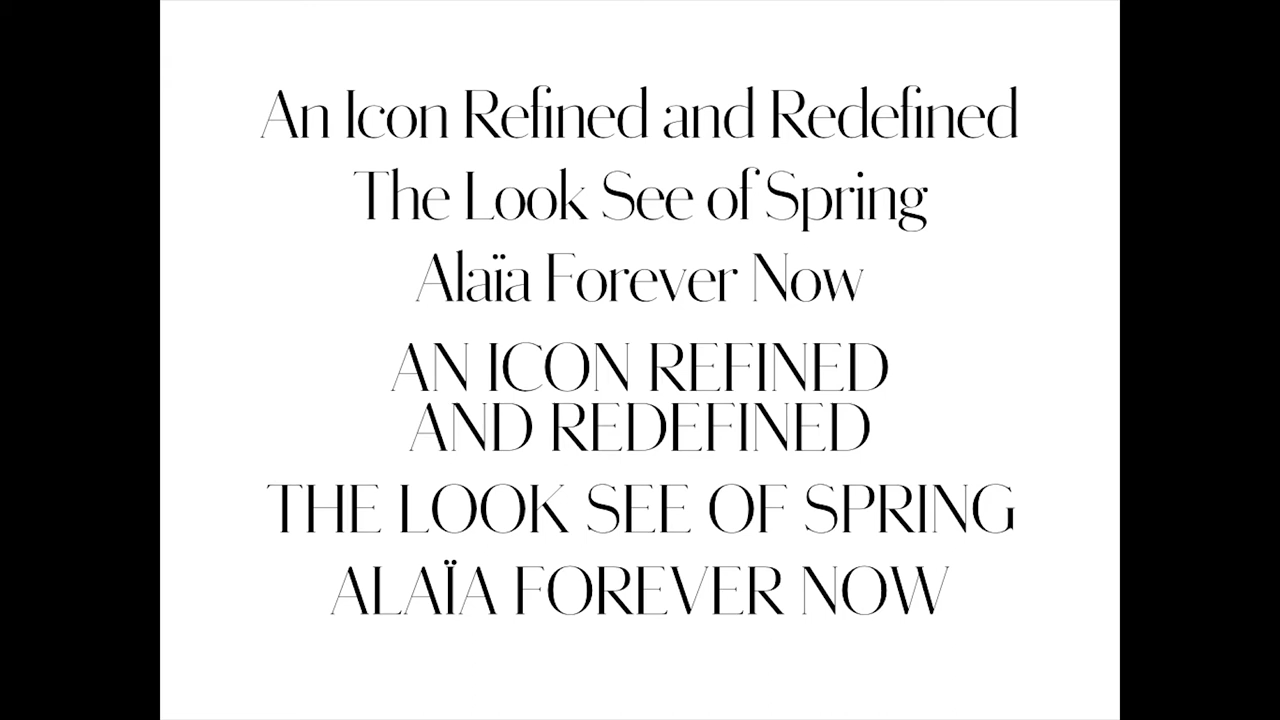 An Icon Refined and Redefined
The Look See of Spring
Alaïa Forever Now
AN ICON REFINED
AND REDEFINED
THE LOOK SEE OF SPRING
ALAÏA FOREVER NOW